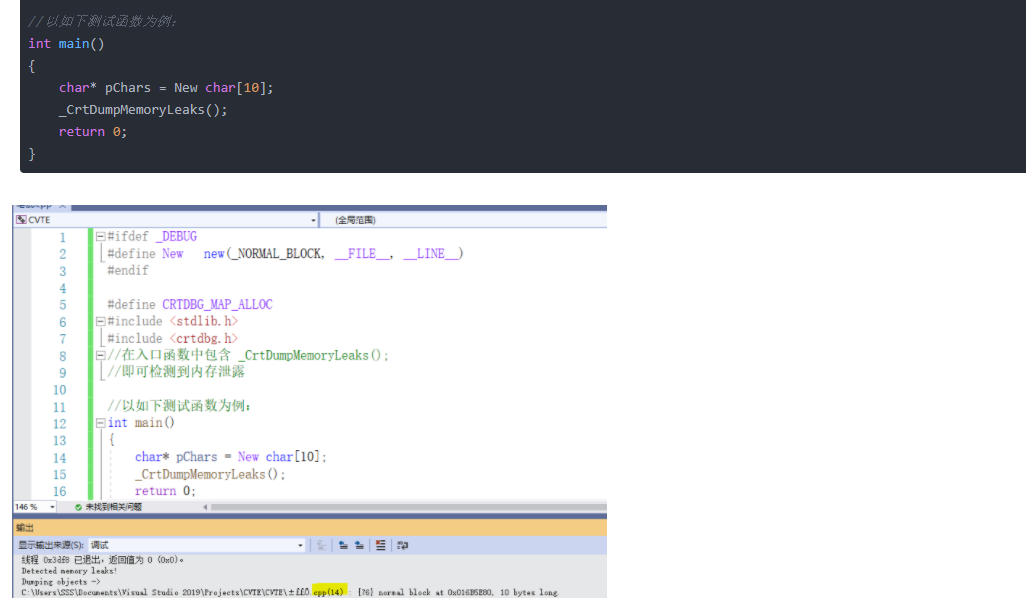 //以如下测试函数为例：
int main()
{
char* pChars = New char[10];
_CrtDumpMemoryLeaks();
return 0;
}
CVTE
(全局范围)
1 #ifdef _DEBUG
2 #define New new(_NORMAL_BLOCK, __FILE__, __LINE__)
3 #endif
4
5 #define CRTDBG_MAP_ALLOC
6 #include <stdlib.h>
7 #include <crtdbg.h>
8 //在入口函数中包含 _CrtDumpMemoryLeaks();
9 //即可检测到内存泄露
10
11 //以如下测试函数为例：
12 int main()
13 {
14 char* pChars = New char[10];
15 _CrtDumpMemoryLeaks();
16 return 0;
146 % 未找到相关问题
输出
显示输出来源(S): 调试
线程 0x3df8 已退出，返回值为 0 (0x0)。
Detected memory leaks!
Dumping objects ->
C:\Users\SSS\Documents\Visual Studio 2019\Projects\CVTE\CVTE\ .cpp(14) : {76} normal block at 0x016B5E80, 10 bytes long.